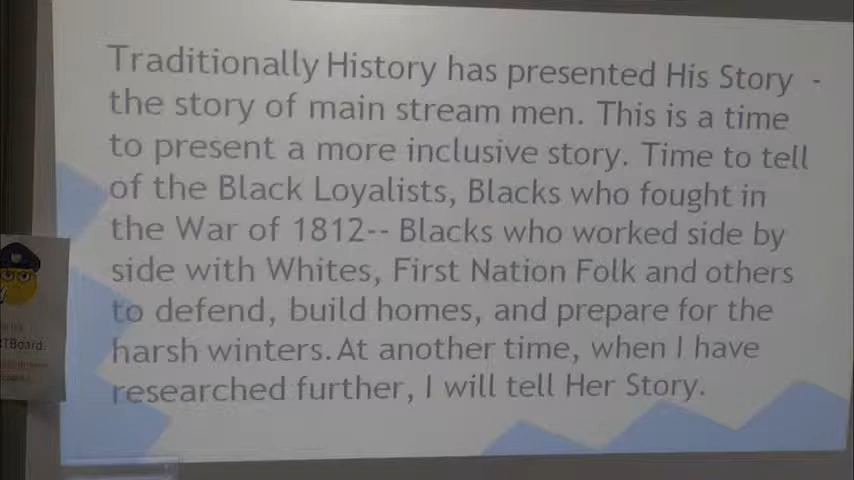 Traditionally History has presented His Story -
the story of main stream men. This is a time
to present a more inclusive story. Time to tell
of the Black Loyalists, Blacks who fought in
the War of 1812-- Blacks who worked side by
side with Whites, First Nation Folk and others
to defend, build homes, and prepare for the
harsh winters. At another time, when I have
researched further, I will tell Her Story.